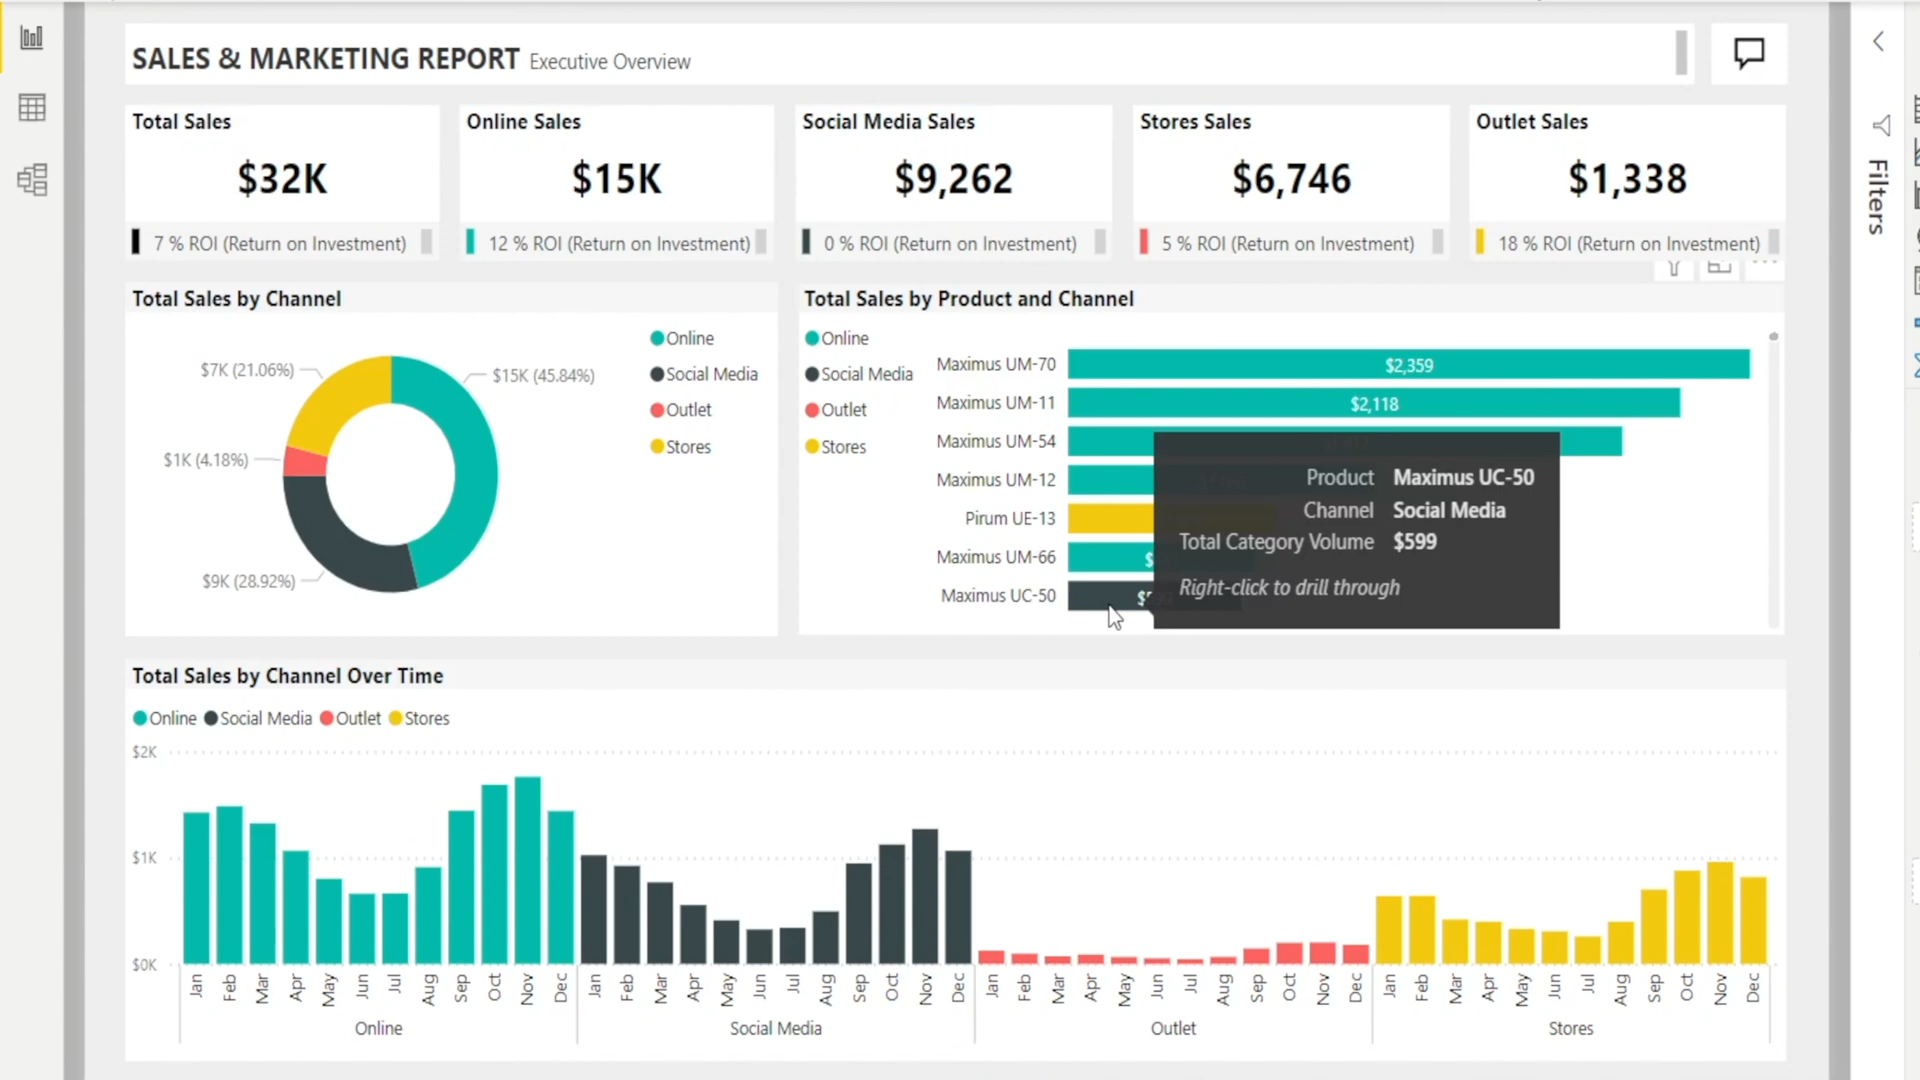 SALES & MARKETING REPORT Executive Overview
Total Sales
$32K
7 % ROI (Return on Investment)
Online Sales
$15K
12 % ROI (Return on Investment)
Social Media Sales
$9,262
0 % ROI (Return on Investment)
Stores Sales
$6,746
5 % ROI (Return on Investment)
Outlet Sales
$1,338
18 % ROI (Return on Investment)
Filters
Total Sales by Channel
$7K (21.06%)
$15K (45.84%)
$1K (4.18%)
$9K (28.92%)
Online
Social Media
Outlet
Stores
Total Sales by Product and Channel
Online
Social Media
Outlet
Stores
Maximus UM-70
$2,359
Maximus UM-11
$2,118
Maximus UM-54
Maximus UM-12
Pirum UE-13
Maximus UM-66
Maximus UC-50
Product Maximus UC-50
Channel Social Media
Total Category Volume $599
Right-click to drill through
Total Sales by Channel Over Time
Online Social Media Outlet Stores
$2K
$1K
$0K
Jan Feb Mar Apr May Jun Jul Aug Sep Oct Nov Dec Jan Feb Mar Apr May Jun Jul Aug Sep Oct Nov Dec Jan Feb Mar Apr May Jun Jul Aug Sep Oct Nov Dec Jan Feb Mar Apr May Jun Jul Aug Sep Oct Nov Dec
Online Social Media Outlet Stores